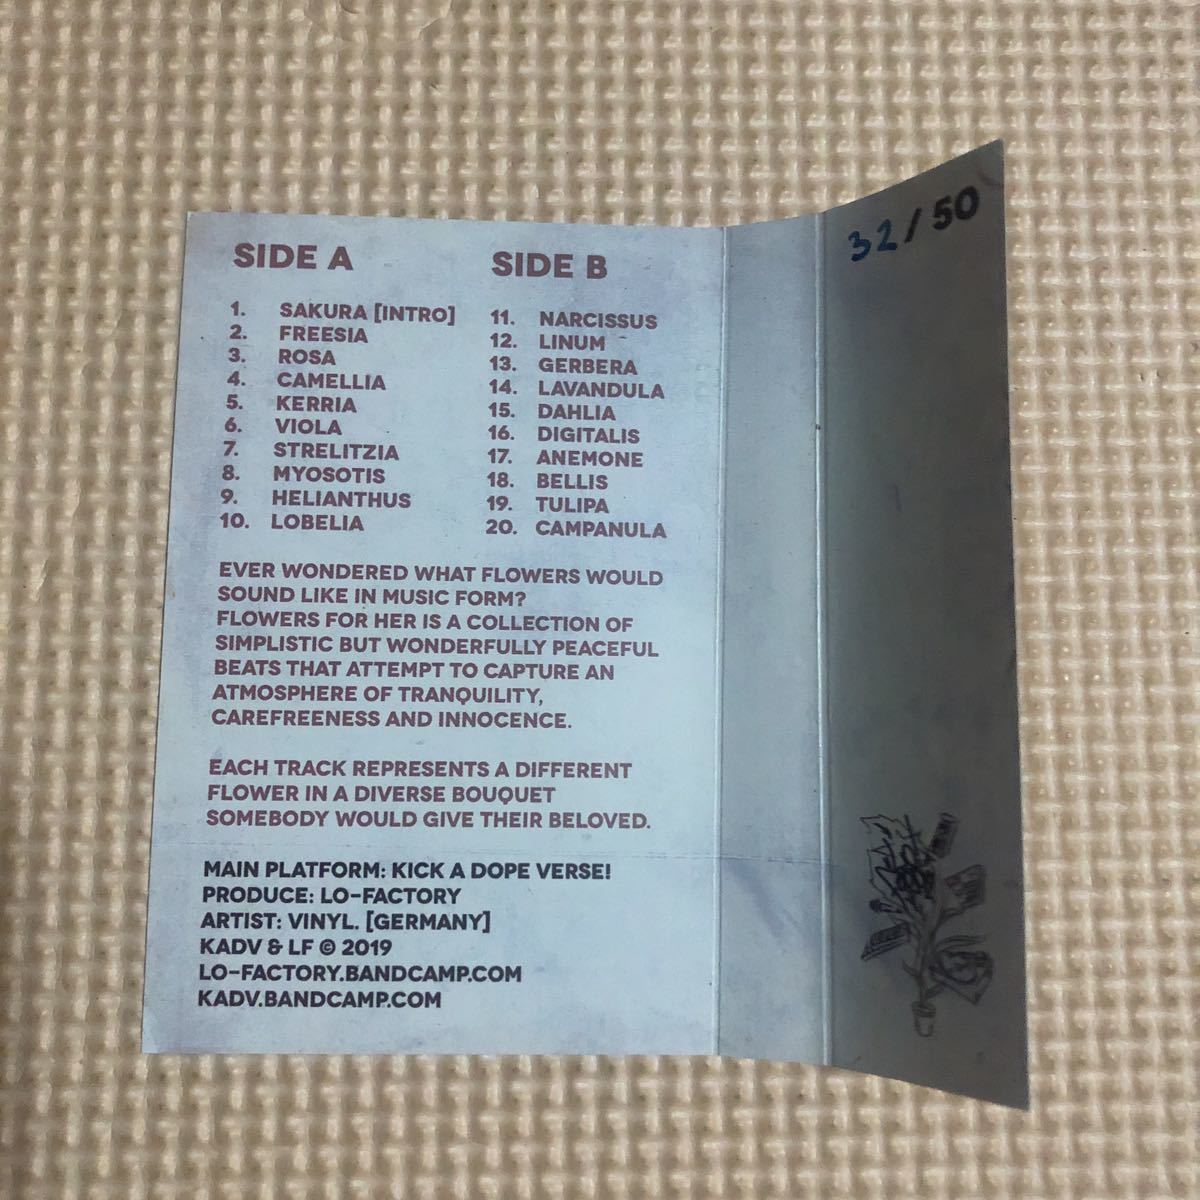 SIDE A
1. SAKURA [INTRO]
2. FREESIA
3. ROSA
4. CAMELLIA
5. KERRIA
6. VIOLA
7. STRELITZIA
8. MYOSOTIS
9. HELIANTHUS
10. LOBELIA
SIDE B
11. NARCISSUS
12. LINUM
13. GERBERA
14. LAVANDULA
15. DAHLIA
16. DIGITALIS
17. ANEMONE
18. BELLIS
19. TULIPA
20. CAMPANULA
EVER WONDERED WHAT FLOWERS WOULD
SOUND LIKE IN MUSIC FORM?
FLOWERS FOR HER IS A COLLECTION OF
SIMPLISTIC BUT WONDERFULLY PEACEFUL
BEATS THAT ATTEMPT TO CAPTURE AN
ATMOSPHERE OF TRANQUILITY,
CAREFREENESS AND INNOCENCE.
EACH TRACK REPRESENTS A DIFFERENT
FLOWER IN A DIVERSE BOUQUET
SOMEBODY WOULD GIVE THEIR BELOVED.
MAIN PLATFORM: KICK A DOPE VERSE!
PRODUCE: LO-FACTORY
ARTIST: VINYL. [GERMANY]
KADV & LF © 2019
LO-FACTORY.BANDCAMP.COM
KADV.BANDCAMP.COM
32/50